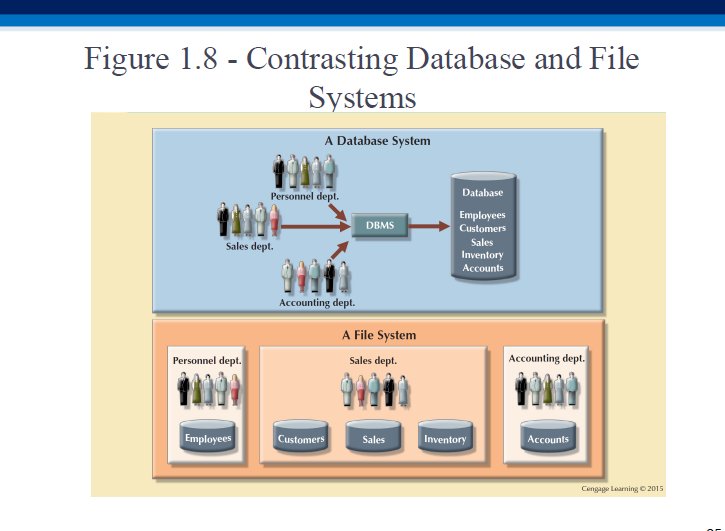 Figure 1.8 - Contrasting Database and File
Systems
A Database System
Personnel dept.
Sales dept.
Accounting dept.
DBMS
Database
Employees
Customers
Sales
Inventory
Accounts
A File System
Personnel dept.
Employees
Sales dept.
Customers
Sales
Inventory
Accounting dept.
Accounts
Cengage Learning © 2015